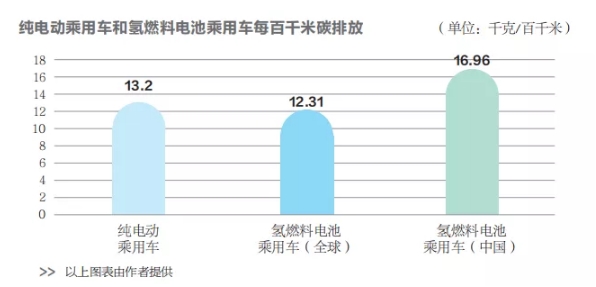 纯电动乘用车和氢燃料电池乘用车每百千米碳排放 （单位：千克/百千米）
18
16
14
12
10
8
6
4
2
0
13.2
12.31
16.96
纯电动
乘用车
氢燃料电池
乘用车（全球）
氢燃料电池
乘用车（中国）
>> 以上图表由作者提供